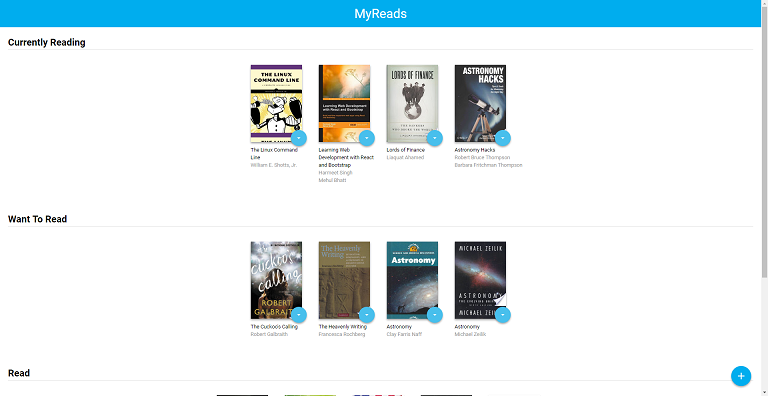 MyReads
Currently Reading
THE LINUX
COMMAND LINE
Learning Web Development
with React and Bootstrap
LORDS OF FINANCE
ASTRONOMY
HACKS
The Linux Command
Line
William E. Shotts, Jr.
Learning Web
Development with React
and Bootstrap
Harmeet Singh
Mehul Bhatt
Lords of Finance
Liaquat Ahamed
Astronomy Hacks
Robert Bruce Thompson
Barbara Fritchman Thompson
Want To Read
cuckoo's
calling
ROBERT
GALBRAITH
The Heavenly
Writing
Astronomy
MICHAEL ZEILIK
ASTRONOMY
MICHAEL ZEILIK
The Cuckoo's Calling
Robert Galbraith
The Heavenly Writing
Francesca Rochberg
Astronomy
Clay Farris Naff
Astronomy
Michael Zeilik
Read
+